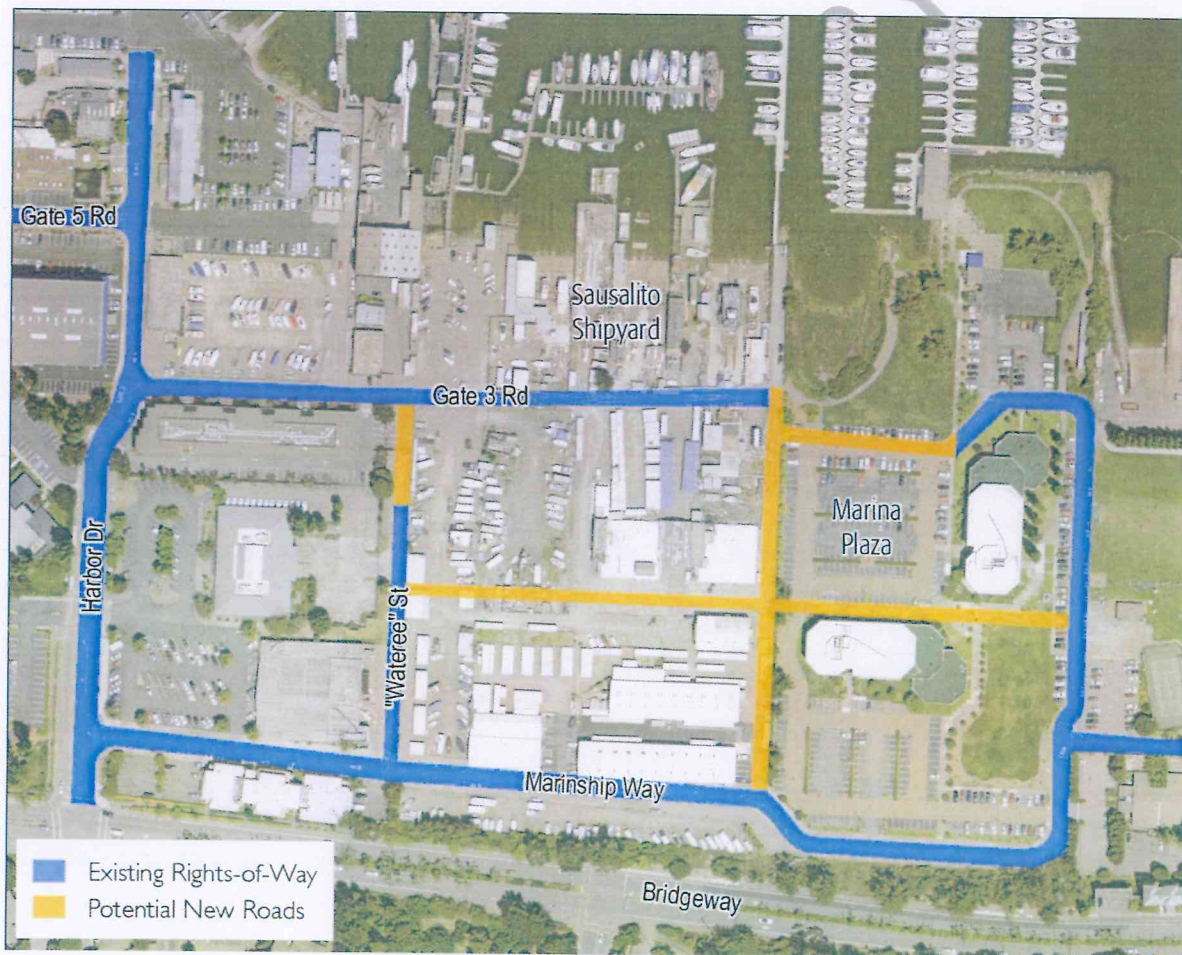 Gate 5 Rd
Sausalito
Shipyard
Gate 3 Rd
Marina
Plaza
Harbor Dr
"Wateree" St
Marinship Way
Existing Rights-of-Way
Potential New Roads
Bridgeway